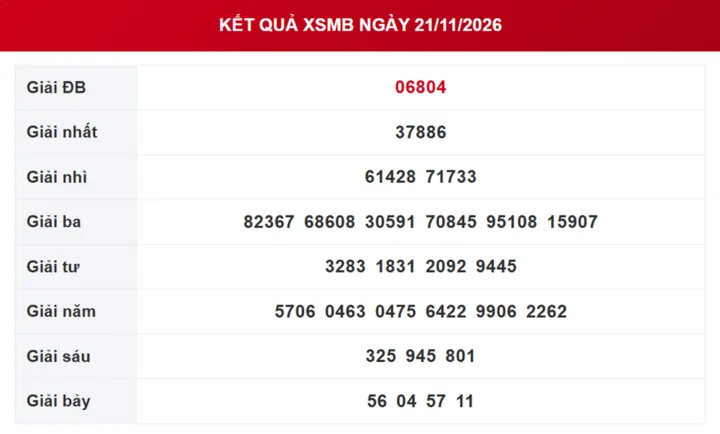 KẾT QUẢ XSMB NGÀY 21/11/2026
Giải ĐB 06804
Giải nhất 37886
Giải nhì 61428 71733
Giải ba 82367 68608 30591 70845 95108 15907
Giải tư 3283 1831 2092 9445
Giải năm 5706 0463 0475 6422 9906 2262
Giải sáu 325 945 801
Giải bảy 56 04 57 11